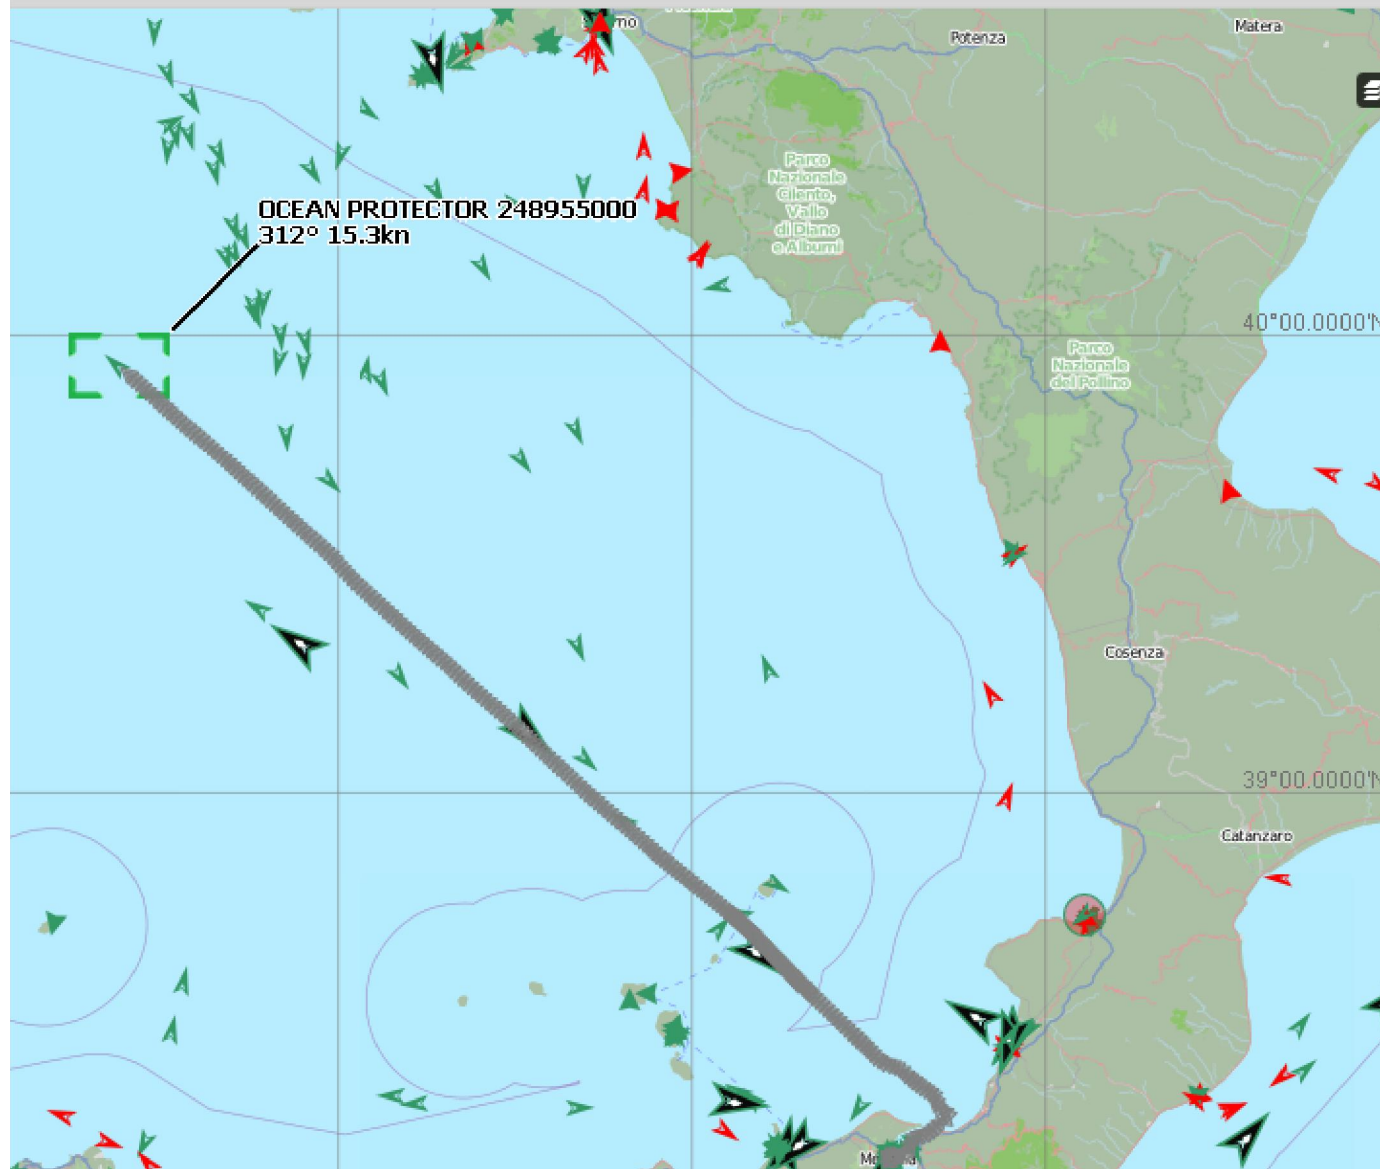 Potenza
Matera
Parco
Nazionale
Cilento,
Vallo
di Diano
e Alburni
OCEAN PROTECTOR 248955000
312° 15.3kn
40°00.0000'N
Parco
Nazionale
del Pollino
Cosenza
39°00.0000'N
Catanzaro